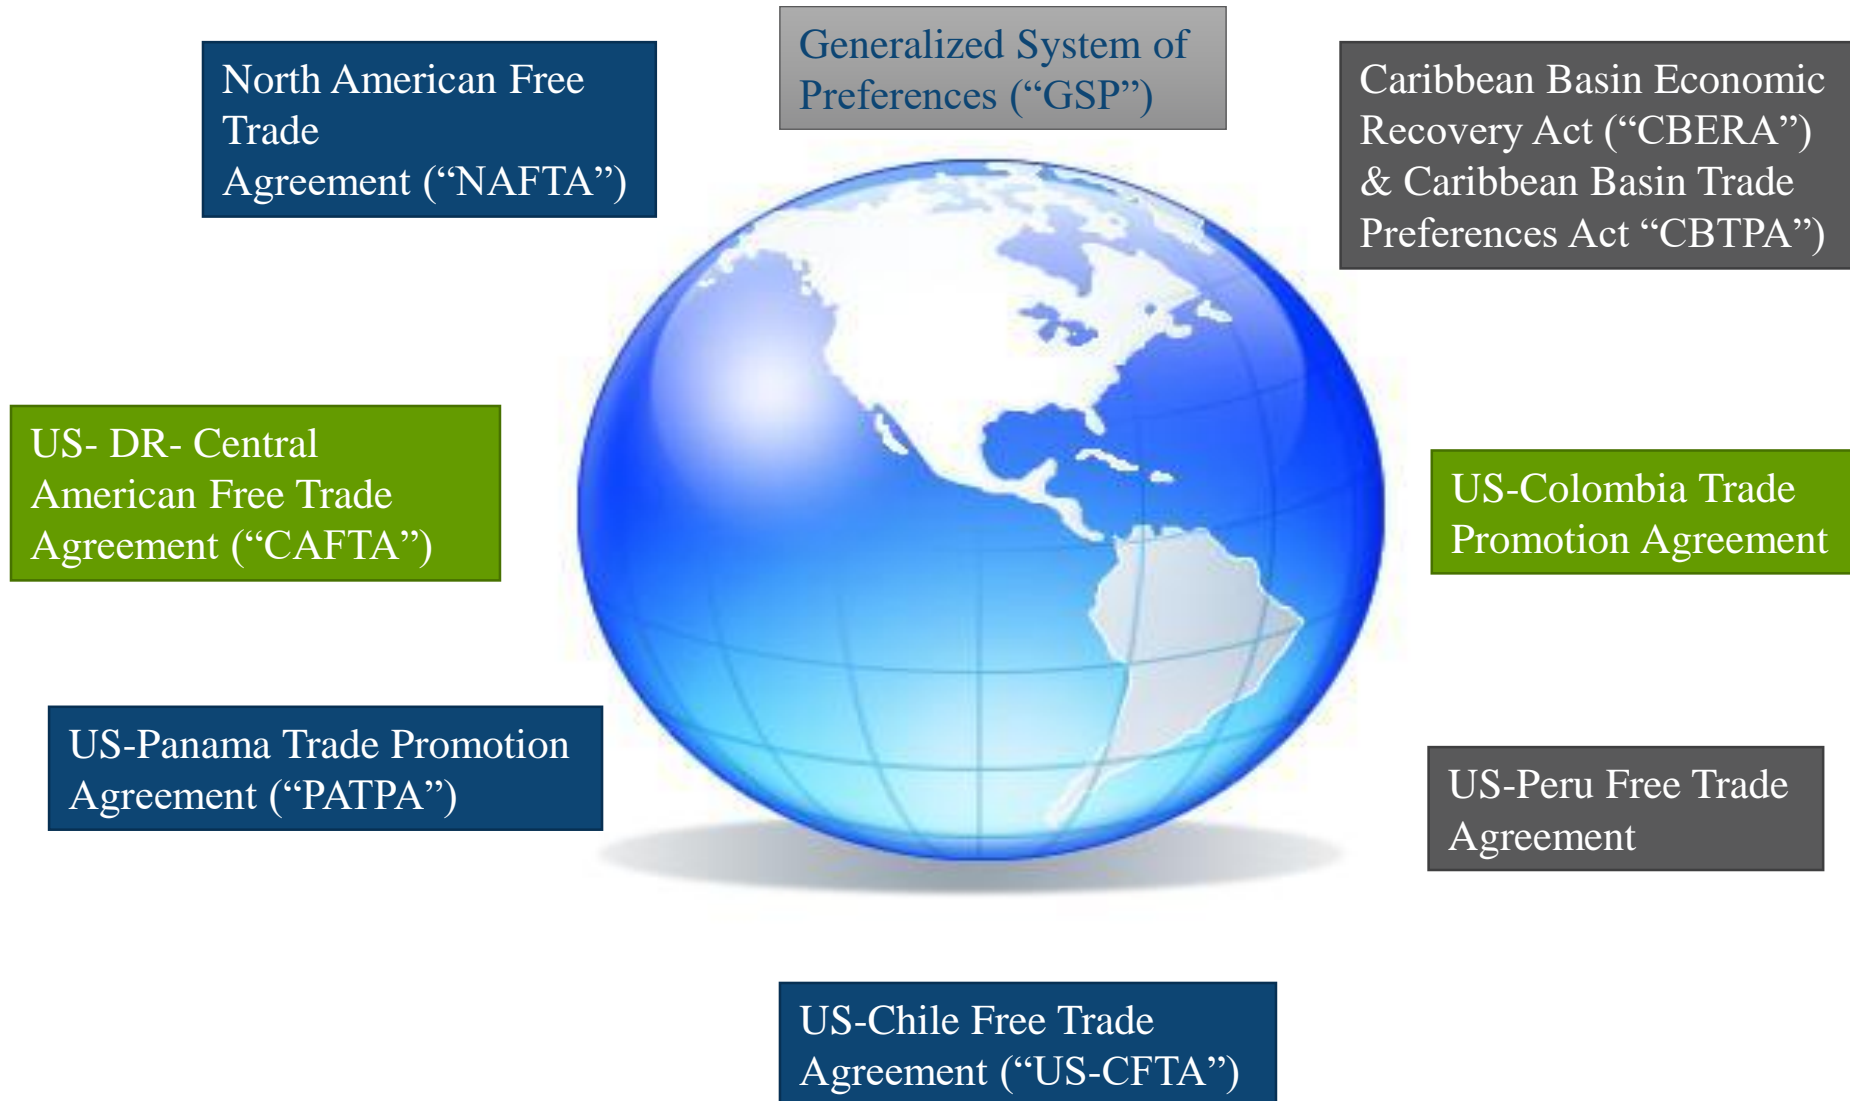 Generalized System of
Preferences (“GSP”)
North American Free
Trade
Agreement (“NAFTA”)
Caribbean Basin Economic
Recovery Act (“CBERA”)
& Caribbean Basin Trade
Preferences Act “CBTPA”)
US- DR- Central
American Free Trade
Agreement (“CAFTA”)
US-Colombia Trade
Promotion Agreement
US-Panama Trade Promotion
Agreement (“PATPA”)
US-Peru Free Trade
Agreement
US-Chile Free Trade
Agreement (“US-CFTA”)